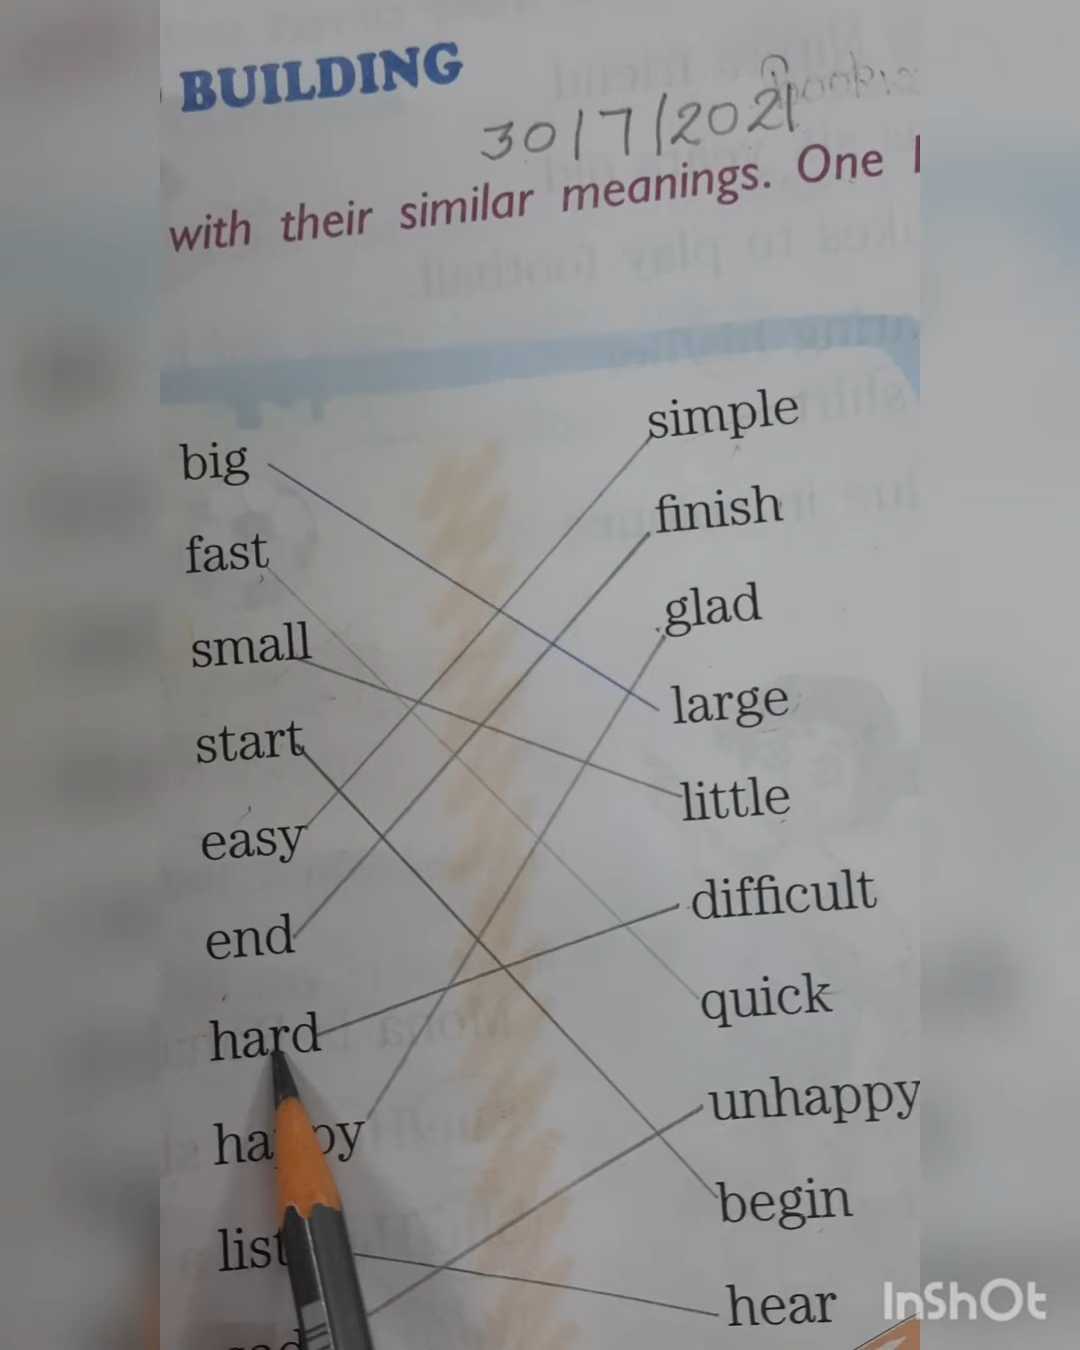 BUILDING
30/7/2021
with their similar meanings. One
big
fast
small
start
easy
end
hard
simple
finish
glad
large
little
difficult
quick
unhappy
begin
hear
InShOt